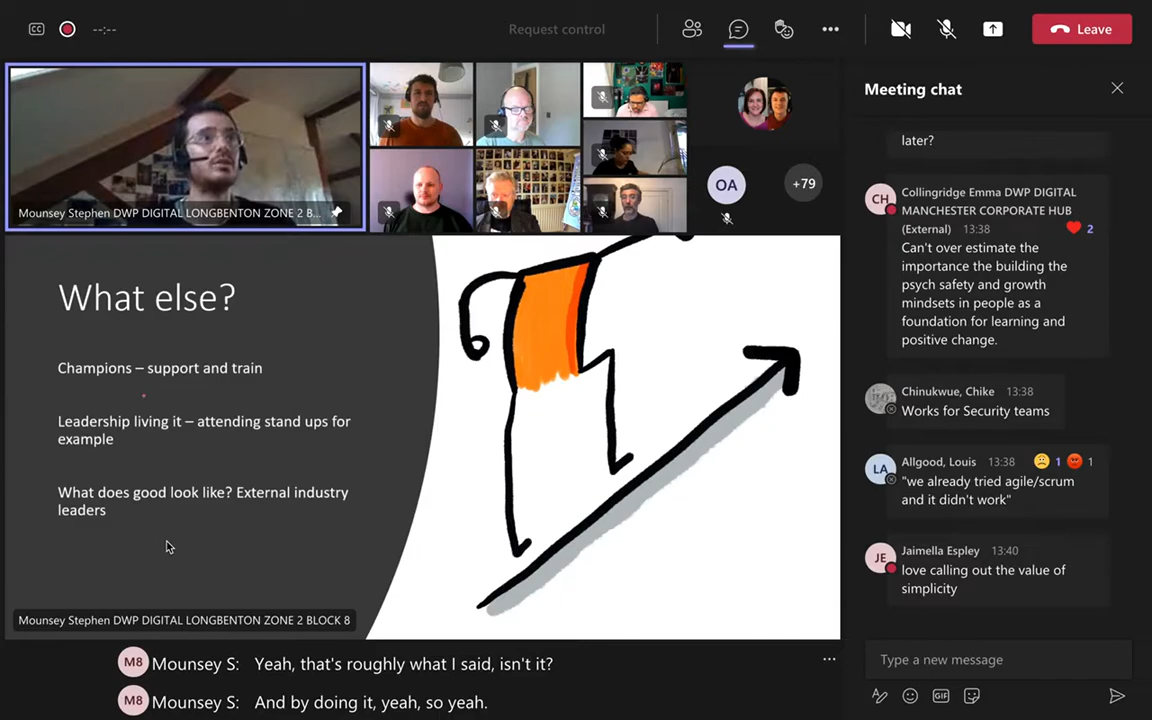 CC
--:--
Request control
Leave
Mounsey Stephen DWP DIGITAL LONGBENTON ZONE 2 B...
OA
+79
What else?
Champions – support and train
Leadership living it – attending stand ups for
example
What does good look like? External industry
leaders
Mounsey Stephen DWP DIGITAL LONGBENTON ZONE 2 BLOCK 8
M8 Mounsey S: Yeah, that's roughly what I said, isn't it?
M8 Mounsey S: And by doing it, yeah, so yeah.
Meeting chat
later?
CH
Collingridge Emma DWP DIGITAL
MANCHESTER CORPORATE HUB
(External) 13:38
2
Can't over estimate the
importance the building the
psych safety and growth
mindsets in people as a
foundation for learning and
positive change.
Chinukwue, Chike 13:38
Works for Security teams
LA
Allgood, Louis 13:38 1 1
"we already tried agile/scrum
and it didn't work"
JE
Jaimella Espley 13:40
love calling out the value of
simplicity
Type a new message
GIF